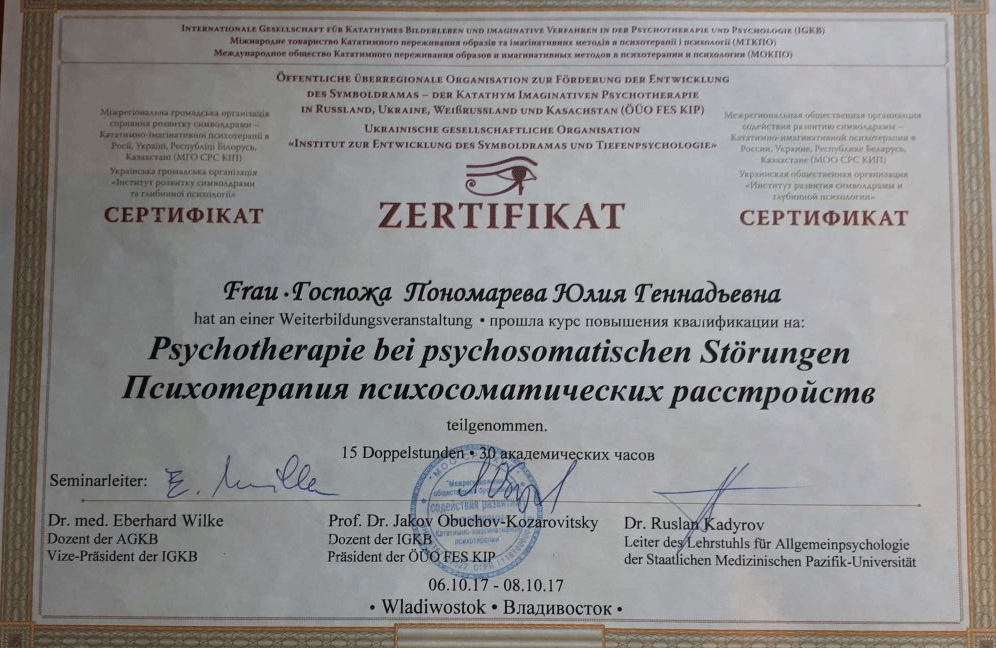 Internationale Gesellschaft für Katathymes Bilderleben und imaginative Verfahren in der Psychotherapie und Psychologie (IGKB)
Міжнародне товариство Кататимного переживання образів та імагінативних методів в психотерапії і психології (МТКПО)
Международное общество Кататимного переживания образов и имагинативных методов в психотерапии и психологии (МОКПО)
Öffentliche überregionale Organisation zur Förderung der Entwicklung
des Symboldramas – der Katathym Imaginativen Psychotherapie
in Russland, Ukraine, Weißrussland und Kasachstan (ÖÜO FES KIP)
Ukrainische gesellschaftliche Organisation
«Institut zur Entwicklung des Symboldramas und Tiefenpsychologie»
Міжрегіональна громадська організація
сприяння розвитку символдрами –
Кататимно-імагінативної психотерапії в
Росії, Україні, Республіці Білорусь,
Казахстані (МГО СРС КІП)
Українська громадська організація
«Інститут розвитку символдрами
та глибинної психології»
СЕРТИФІКАТ
ZERTIFIKAT
Межрегиональная общественная организация
содействия развитию символдрамы –
Кататимно-имагинативной психотерапии в
России, Украине, Республике Беларусь,
Казахстане (МОО СРС КИП)
Украинская общественная организация
«Институт развития символдрамы и
глубинной психологии»
СЕРТИФИКАТ
Frau · Госпожа Пономарева Юлия Геннадьевна
hat an einer Weiterbildungsveranstaltung • прошла курс повышения квалификации на:
Psychotherapie bei psychosomatischen Störungen
Психотерапия психосоматических расстройств
teilgenommen.
15 Doppelstunden • 30 академических часов
Seminarleiter:
Dr. med. Eberhard Wilke
Dozent der AGKB
Vize-Präsident der IGKB
Prof. Dr. Jakov Obuchov-Kozarovitsky
Dozent der IGKB
Präsident der ÖÜO FES KIP
Dr. Ruslan Kadyrov
Leiter des Lehrstuhls für Allgemeinpsychologie
der Staatlichen Medizinischen Pazifik-Universität
содействия развити
Кататимно-имагинативной
психотерапии
06.10.17 - 08.10.17
• Wladiwostok • Владивосток •